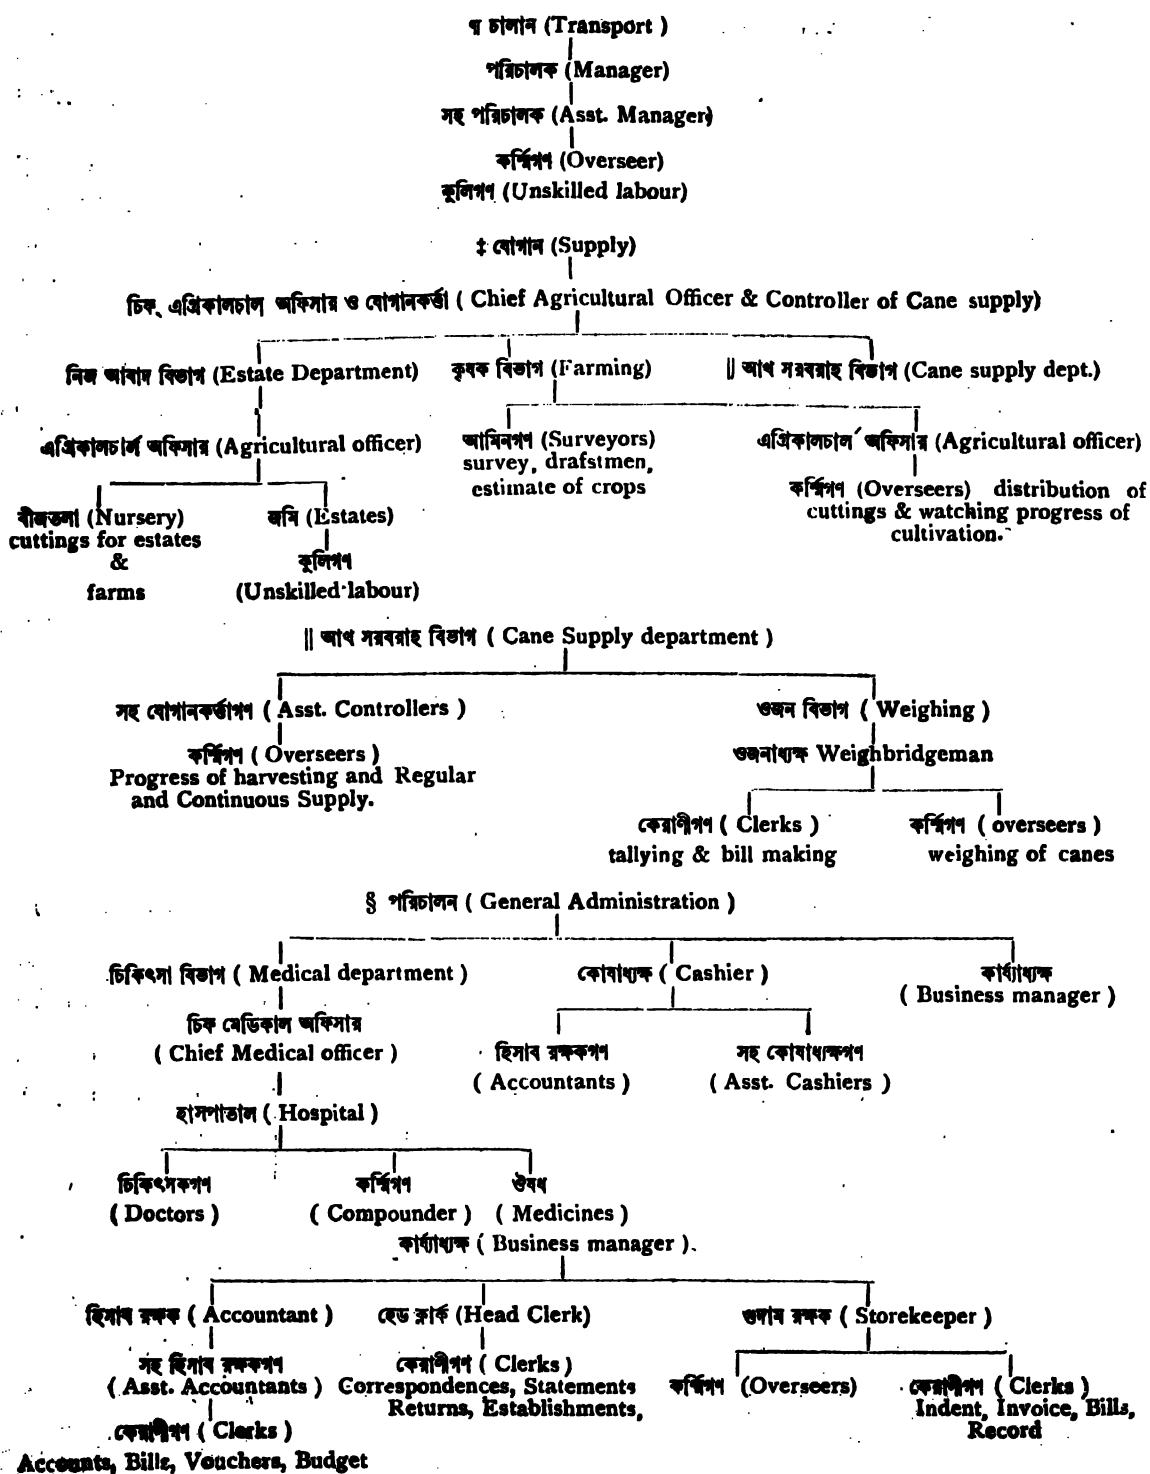 শ চালান (Transport )
পরিচালক (Manager)
সহ পরিচালক (Asst. Manager)
কর্ম্মিগণ (Overseer)
কুলিগণ (Unskilled labour)
‡ যোগান (Supply)
চিফ্ এগ্রিকালচাল অফিসার ও যোগানকর্ত্তা ( Chief Agricultural Officer & Controller of Cane supply)
নিজ আবাদ বিভাগ (Estate Department) কৃষক বিভাগ (Farming) || আখ সরবরাহ বিভাগ (Cane supply dept.)
এগ্রিকালচার্ল অফিসার (Agricultural officer) আমিনগণ (Surveyors) এগ্রিকালচার্ল অফিসার (Agricultural officer)
survey, drafstmen,
estimate of crops কর্ম্মিগণ (Overseers) distribution of
বীজতলা (Nursery) জমি (Estates) cuttings & watching progress of
cuttings for estates cultivation.
& কুলিগণ
farms (Unskilled labour)
|| আখ সরবরাহ বিভাগ ( Cane Supply department )
সহ যোগানকর্ত্তাগণ ( Asst. Controllers ) ওজন বিভাগ ( Weighing )
কর্ম্মিগণ ( Overseers ) ওজনাধ্যক্ষ Weighbridgeman
Progress of harvesting and Regular
and Continuous Supply.
কেরাণীগণ ( Clerks ) কর্ম্মিগণ ( overseers )
tallying & bill making weighing of canes
§ পরিচালন ( General Administration )
চিকিৎসা বিভাগ ( Medical department ) কোষাধ্যক্ষ ( Cashier ) কার্য্যাধ্যক্ষ
( Business manager )
চিফ মেডিকাল অফিসার হিসাব রক্ষকগণ সহ কোষাধ্যক্ষগণ
( Chief Medical officer ) ( Accountants ) ( Asst. Cashiers )
হাসপাতাল ( Hospital )
চিকিৎসকগণ কর্ম্মিগণ ঔষধ
( Doctors ) ( Compounder ) ( Medicines )
কার্য্যাধ্যক্ষ ( Business manager ).
হিসাব রক্ষক ( Accountant ) হেড ক্লার্ক (Head Clerk) গুদাম রক্ষক ( Storekeeper )
সহ হিসাব রক্ষকগণ কেরাণীগণ ( Clerks )
( Asst. Accountants ) Correspondences, Statements কর্ম্মিগণ (Overseers) কেরাণীগণ ( Clerks )
Returns, Establishments, Indent, Invoice, Bills,
কেরাণীগণ ( Clerks ) Record
Accounts, Bills, Vouchers, Budget